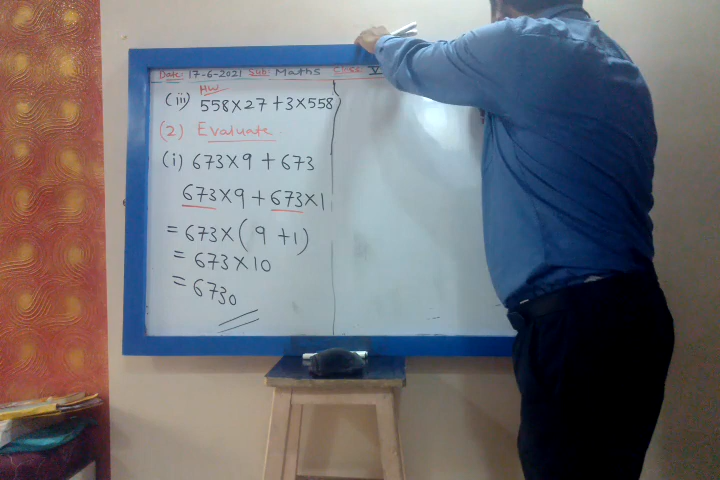 Date: 17-6-2021 Sub: Maths Class V
HW
(iii) 558×27+3×558
(2) Evaluate.
(i) 673×9+673
673×9+673×1
= 673×(9+1)
= 673×10
= 6730